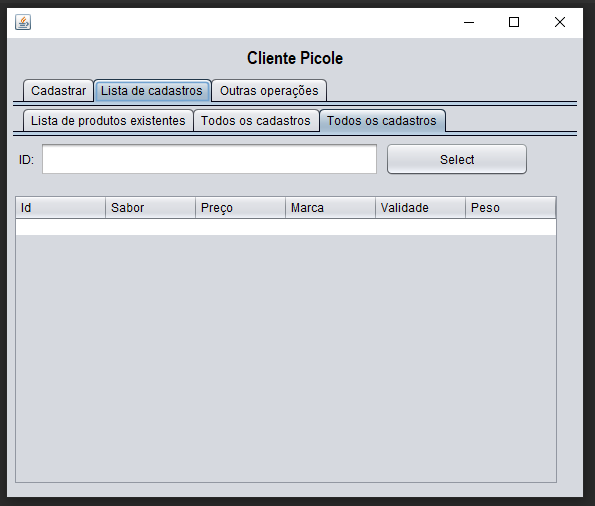 Cliente Picole
Cadastrar Lista de cadastros Outras operações
Lista de produtos existentes Todos os cadastros Todos os cadastros
ID: Select
Id Sabor Preço Marca Validade Peso